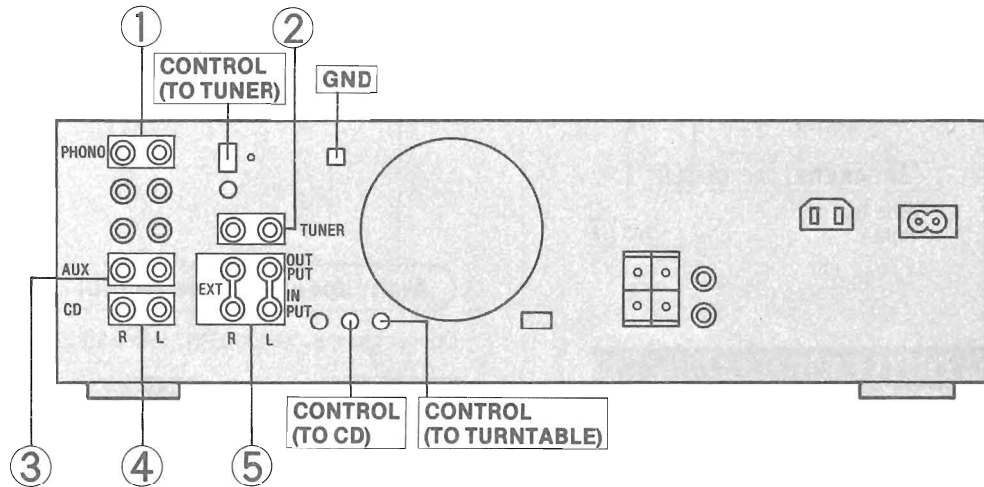 ① ②
CONTROL
(TO TUNER)
GND
PHONO
TUNER
AUX
OUT
PUT
EXT
IN
PUT
CD
R L R L
CONTROL
(TO CD)
CONTROL
(TO TURNTABLE)
③ ④ ⑤